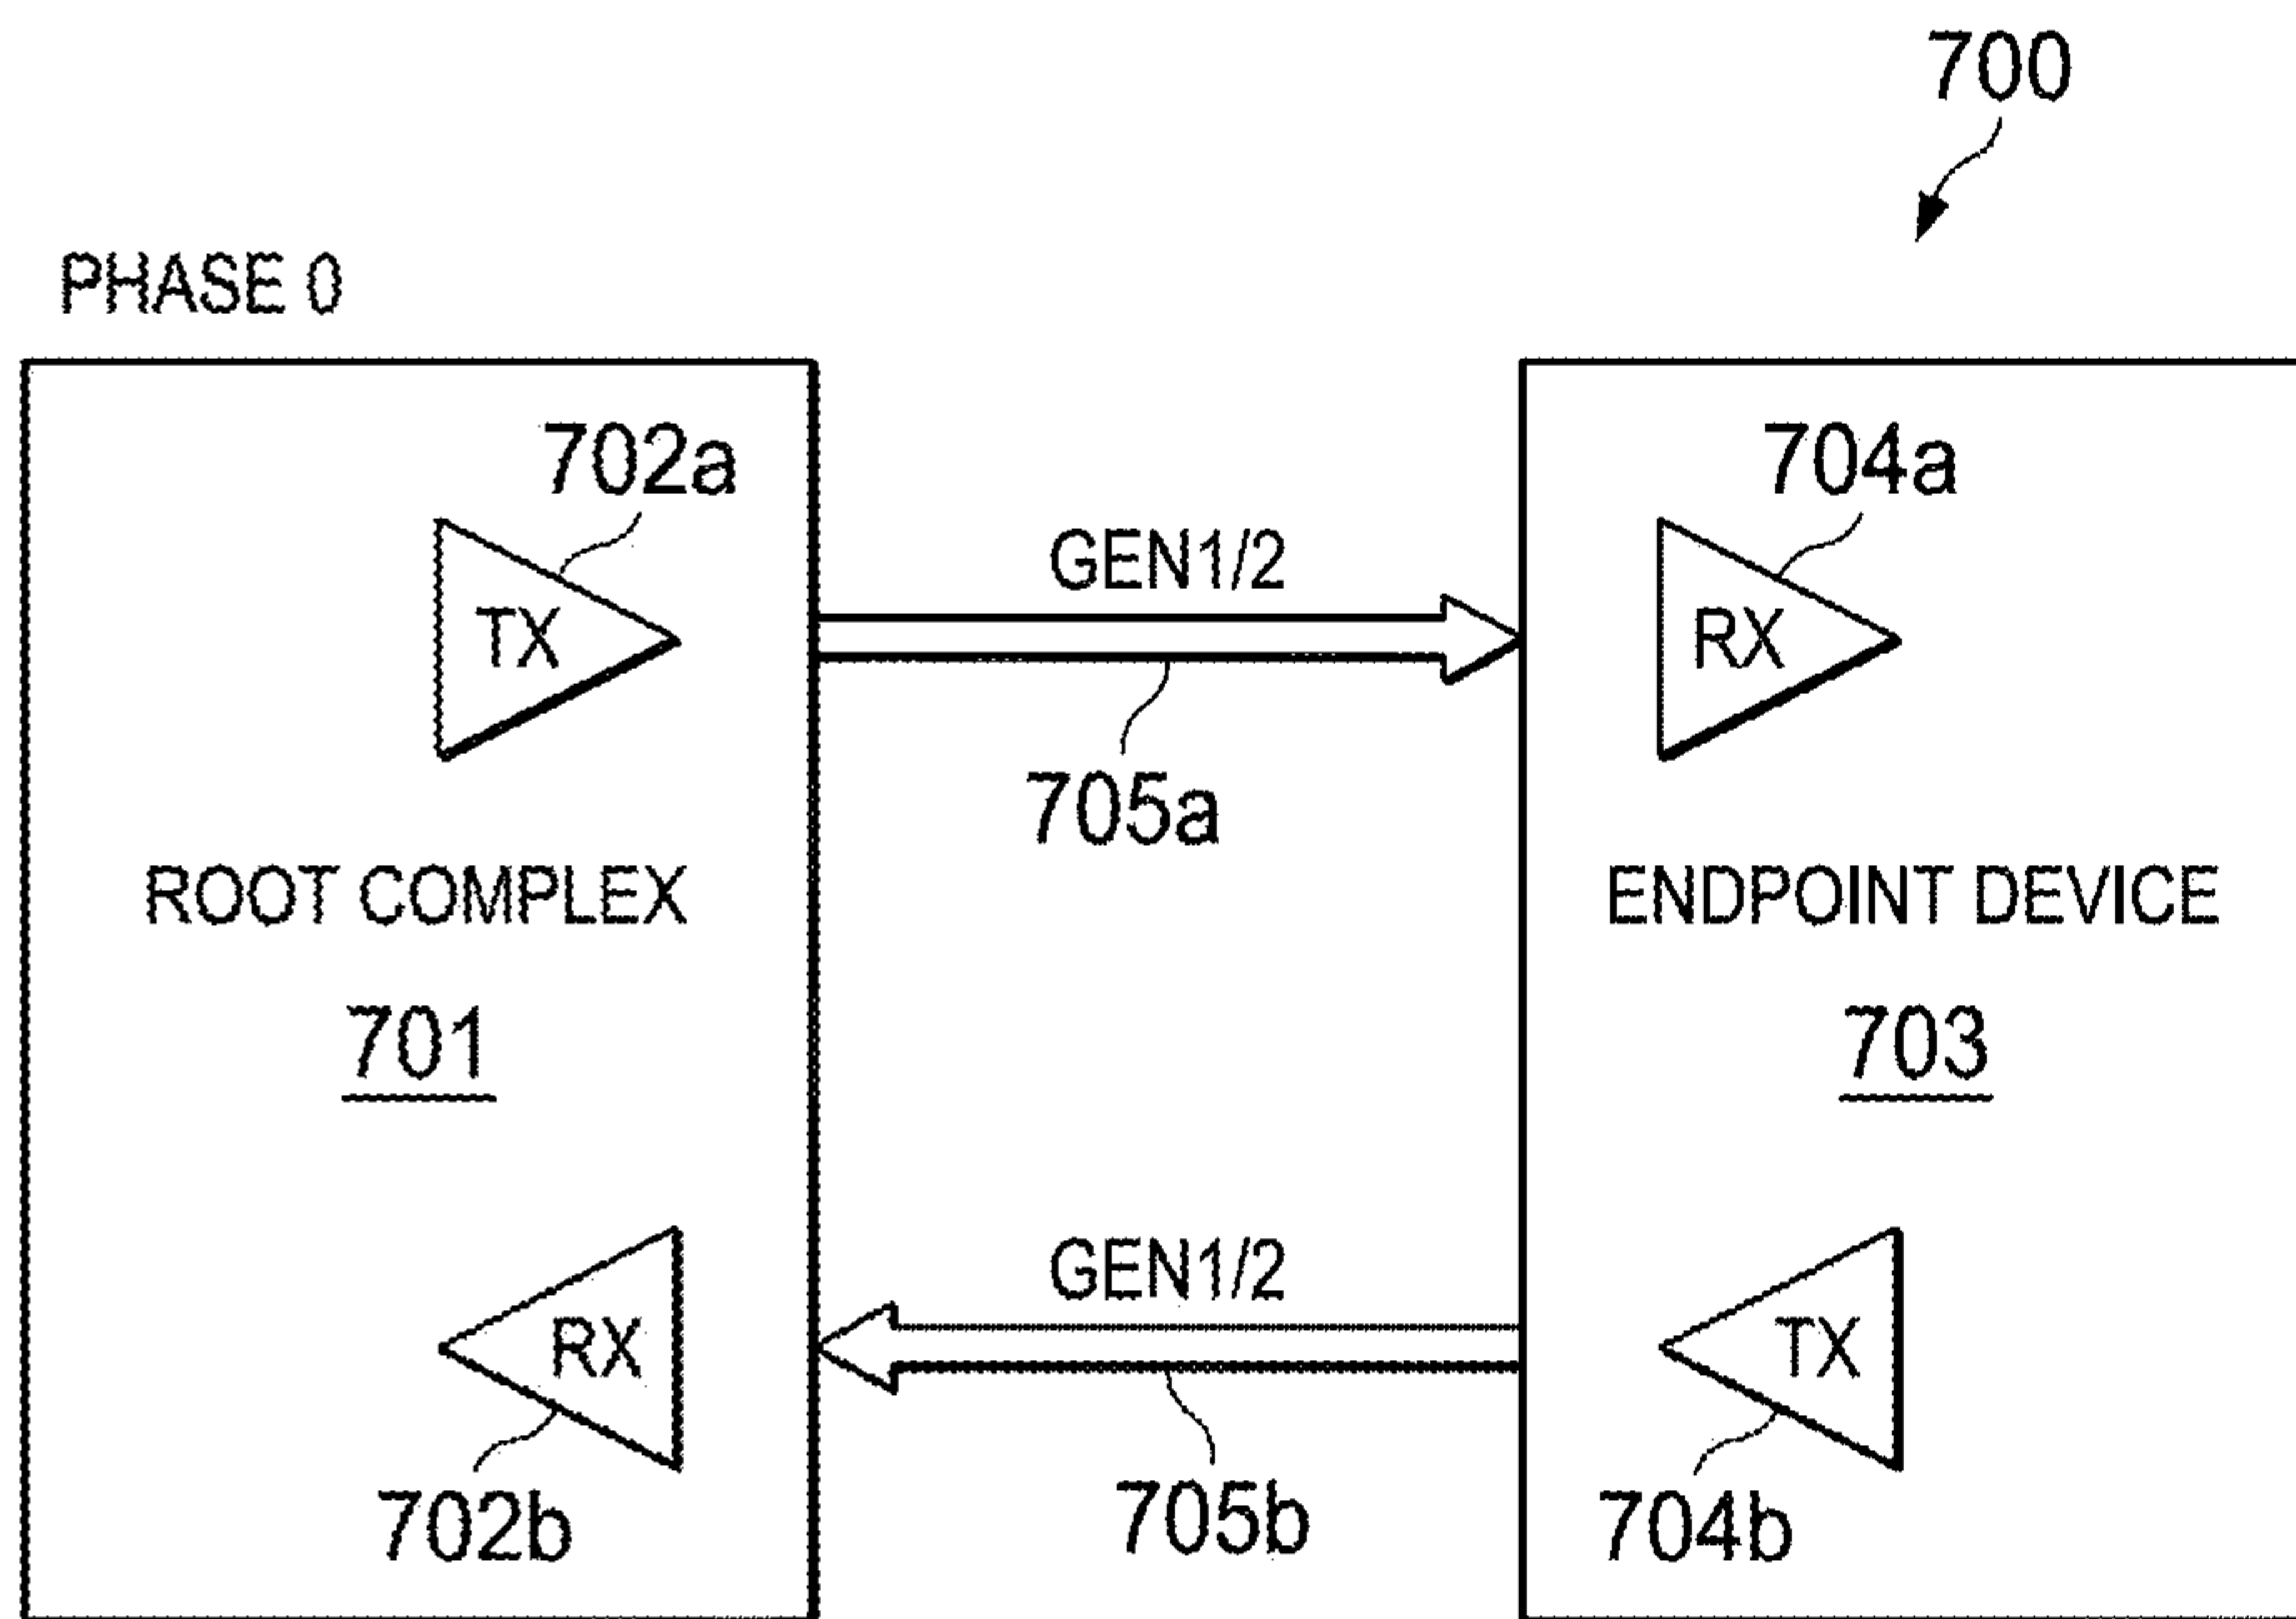 700
PHASE 0
702a
704a
GEN1/2
TX
RX
705a
ROOT COMPLEX
ENDPOINT DEVICE
701
703
GEN1/2
RX
TX
702b
705b
704b